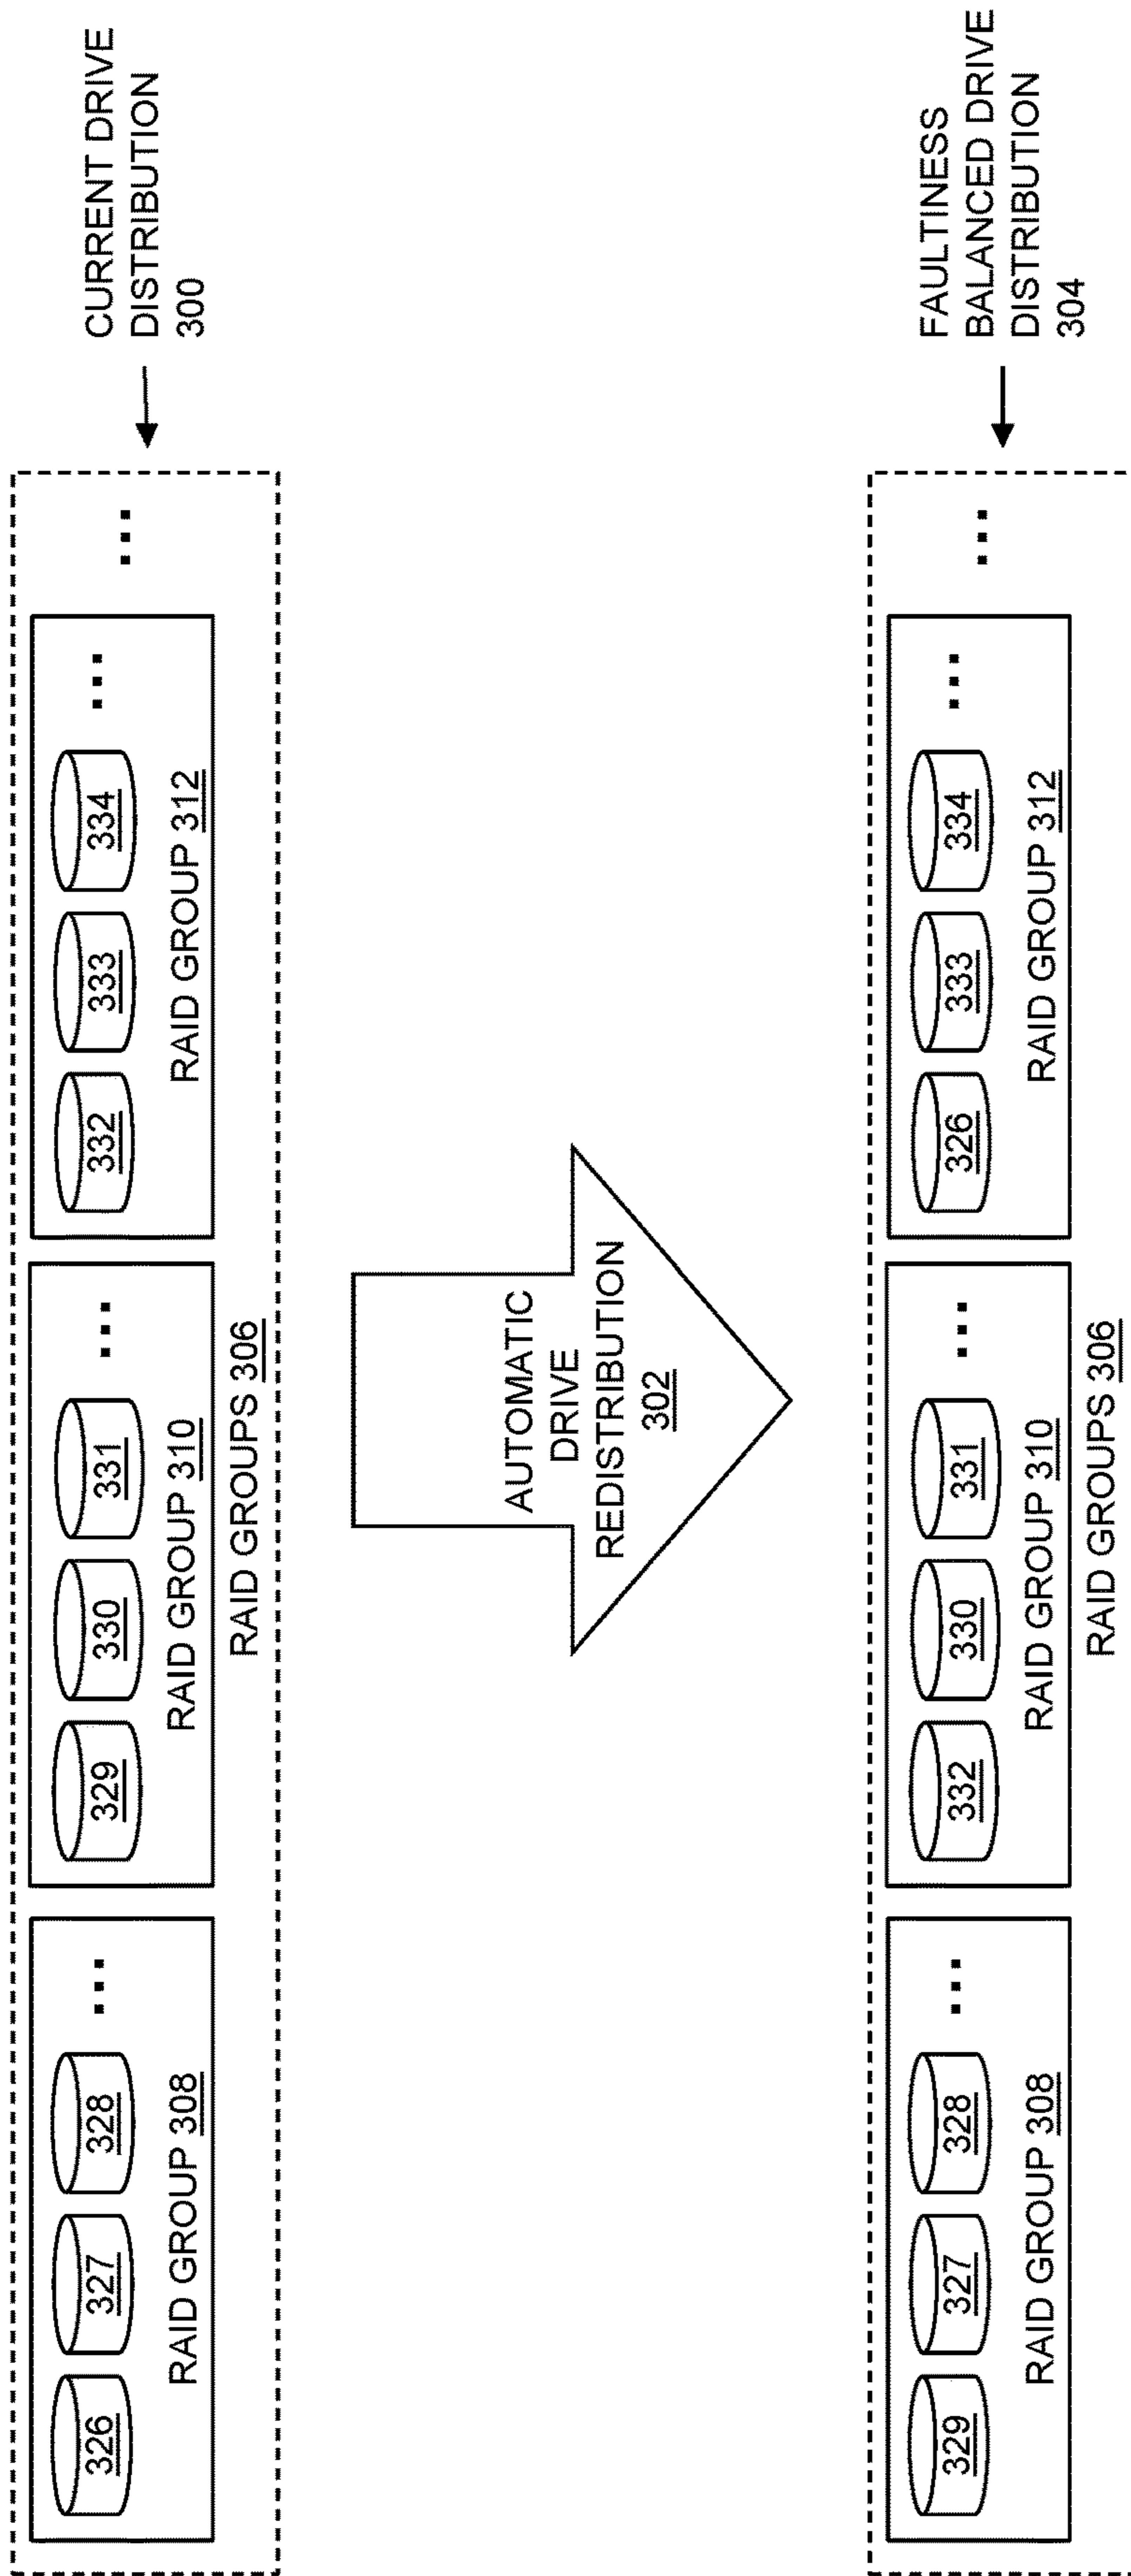 326
327
328
...
RAID GROUP 308
329
330
331
...
RAID GROUP 310
332
333
334
...
RAID GROUP 312
...
RAID GROUPS 306
CURRENT DRIVE
DISTRIBUTION
300
AUTOMATIC
DRIVE
REDISTRIBUTION
302
329
327
328
...
RAID GROUP 308
332
330
331
...
RAID GROUP 310
326
333
334
...
RAID GROUP 312
...
RAID GROUPS 306
FAULTINESS
BALANCED DRIVE
DISTRIBUTION
304